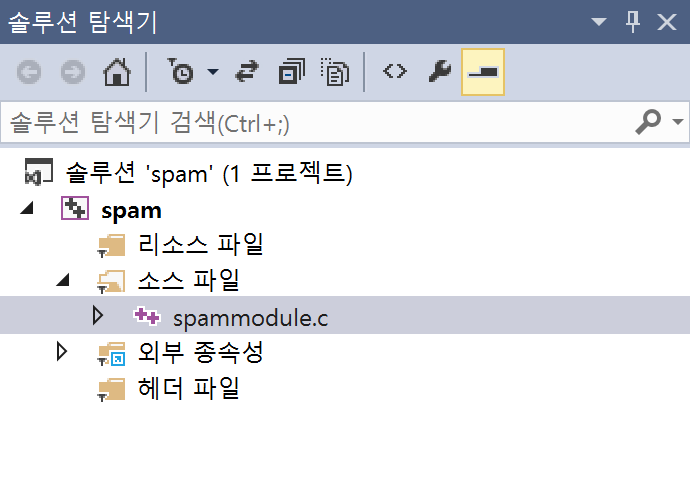 솔루션 탐색기
솔루션 탐색기 검색(Ctrl+;)
솔루션 'spam' (1 프로젝트)
spam
리소스 파일
소스 파일
spammodule.c
외부 종속성
헤더 파일